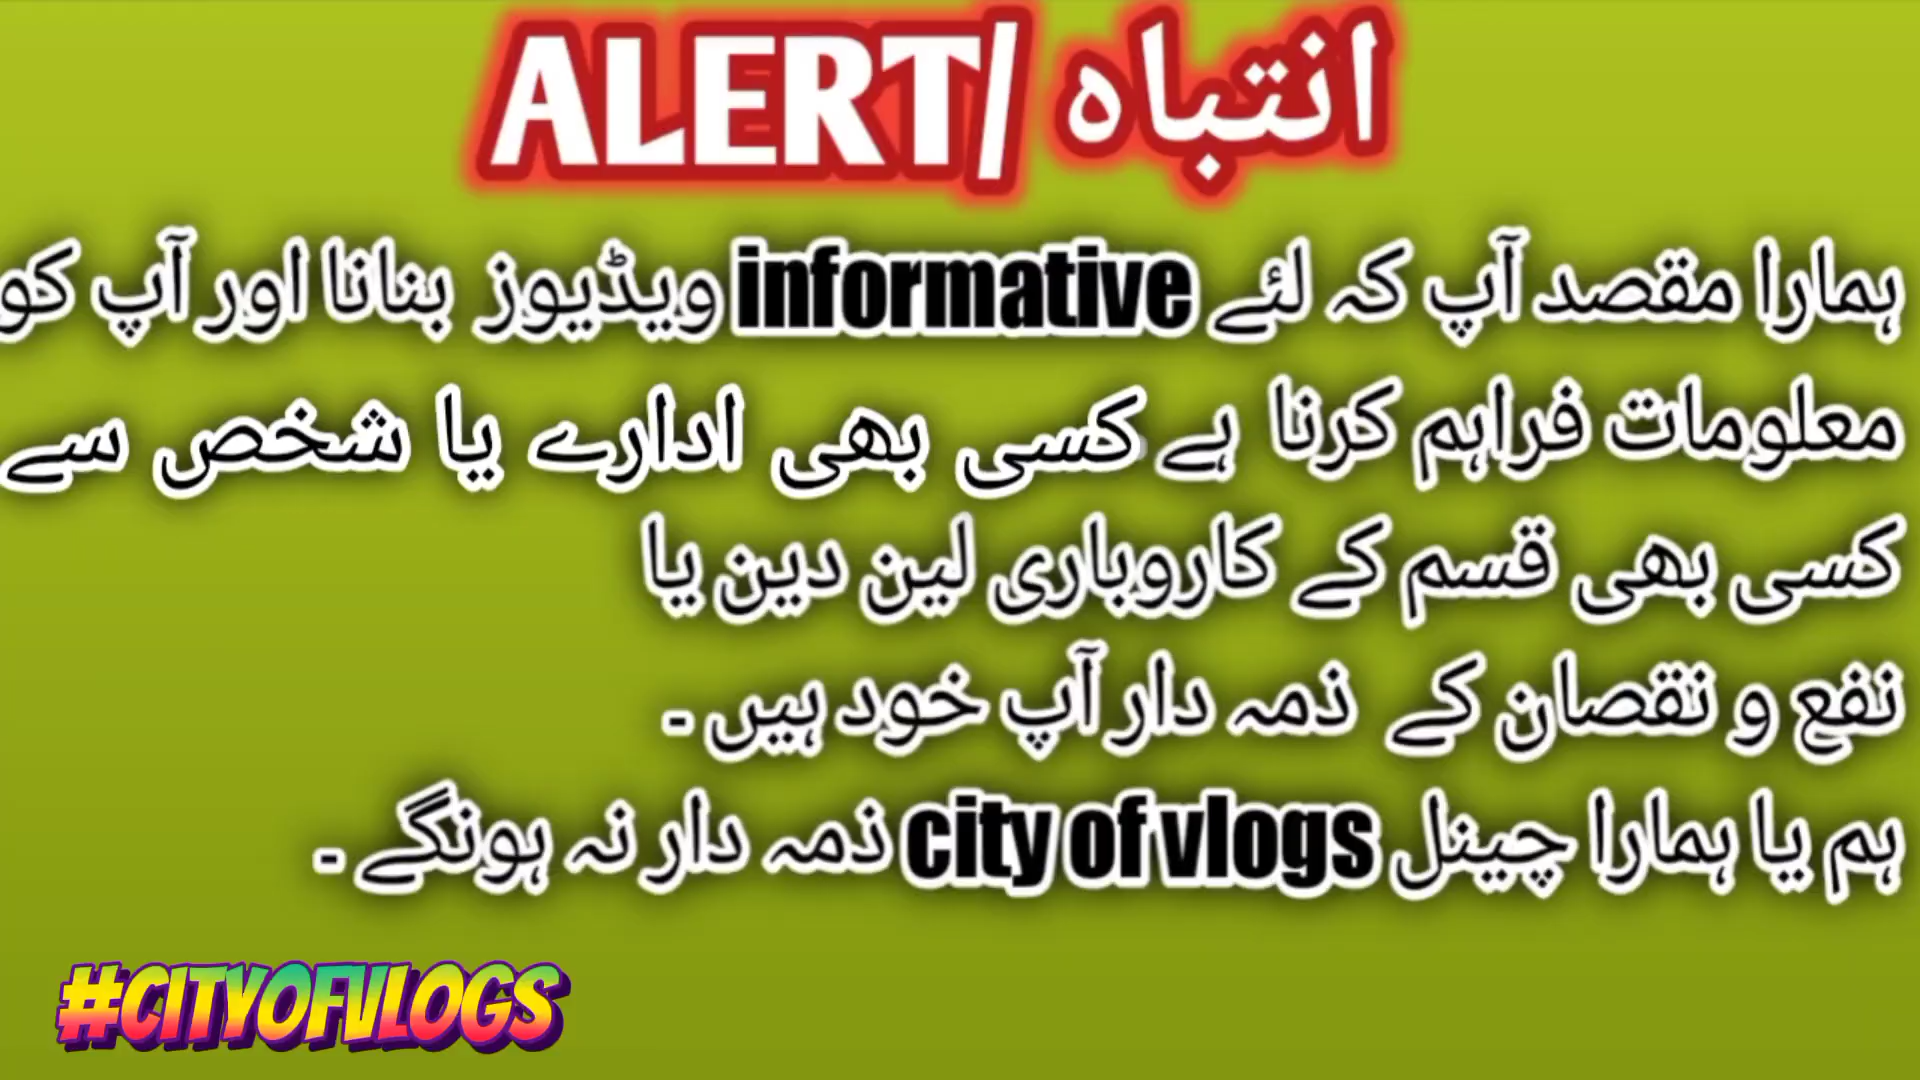 انتباہ /ALERT
ہمارا مقصد آپ کہ لئے informative ویڈیوز بنانا اور آپ کو
معلومات فراہم کرنا ہے کسی بھی ادارے یا شخص سے
کسی بھی قسم کے کاروباری لین دین یا
نفع و نقصان کے ذمہ دار آپ خود ہیں ۔
ہم یا ہمارا چینل city of vlogs ذمہ دار نہ ہونگے ۔
#CITYOFVLOGS